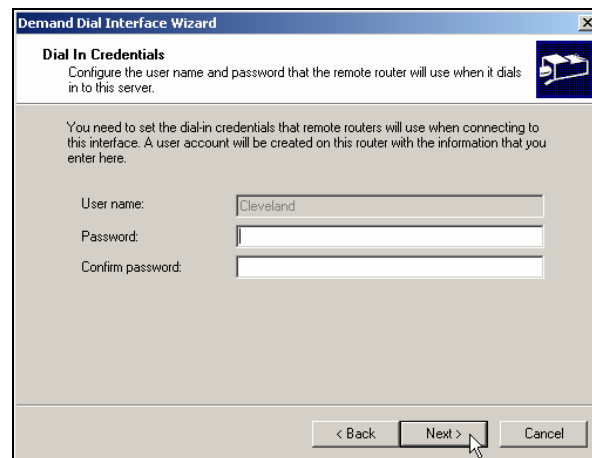 Demand Dial Interface Wizard
Dial In Credentials
Configure the user name and password that the remote router will use when it dials
in to this server.
You need to set the dial-in credentials that remote routers will use when connecting to
this interface. A user account will be created on this router with the information that you
enter here.
User name:
Cleveland
Password:
Confirm password:
< Back
Next >
Cancel